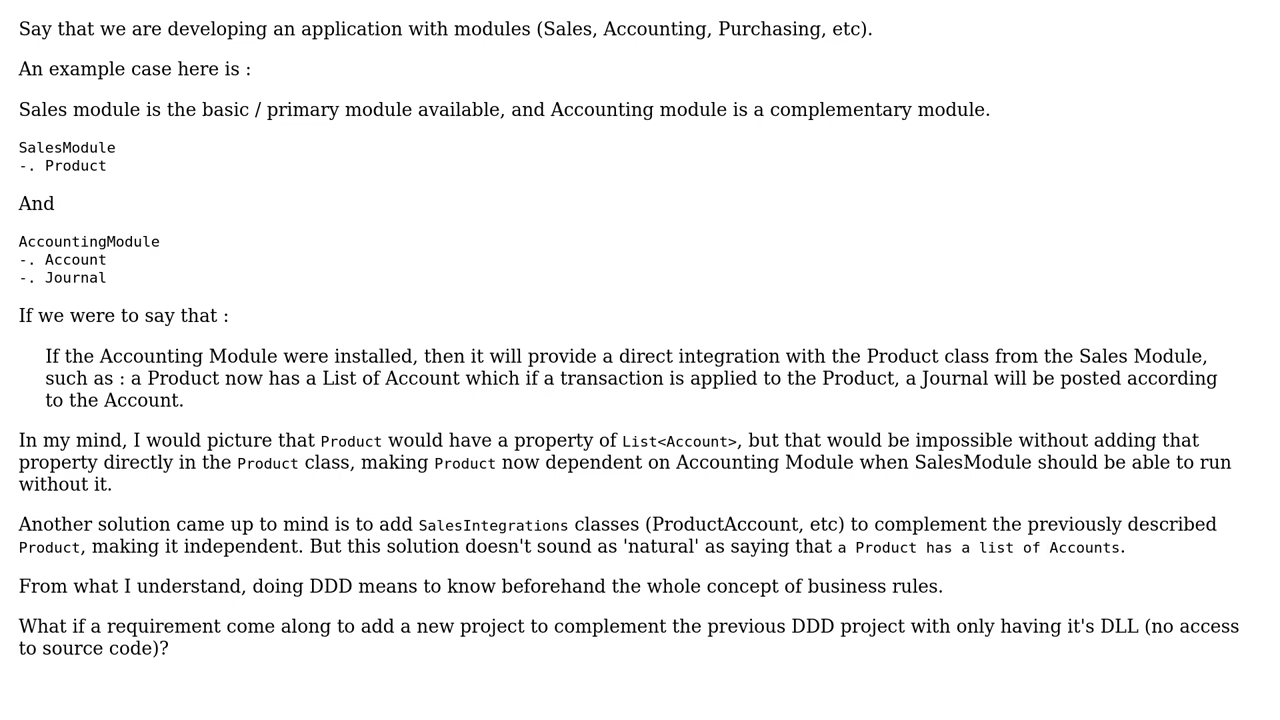 Say that we are developing an application with modules (Sales, Accounting, Purchasing, etc).
An example case here is :
Sales module is the basic / primary module available, and Accounting module is a complementary module.
SalesModule
-. Product
And
AccountingModule
-. Account
-. Journal
If we were to say that :
If the Accounting Module were installed, then it will provide a direct integration with the Product class from the Sales Module,
such as : a Product now has a List of Account which if a transaction is applied to the Product, a Journal will be posted according
to the Account.
In my mind, I would picture that Product would have a property of List<Account>, but that would be impossible without adding that
property directly in the Product class, making Product now dependent on Accounting Module when SalesModule should be able to run
without it.
Another solution came up to mind is to add SalesIntegrations classes (ProductAccount, etc) to complement the previously described
Product, making it independent. But this solution doesn't sound as 'natural' as saying that a Product has a list of Accounts.
From what I understand, doing DDD means to know beforehand the whole concept of business rules.
What if a requirement come along to add a new project to complement the previous DDD project with only having it's DLL (no access
to source code)?